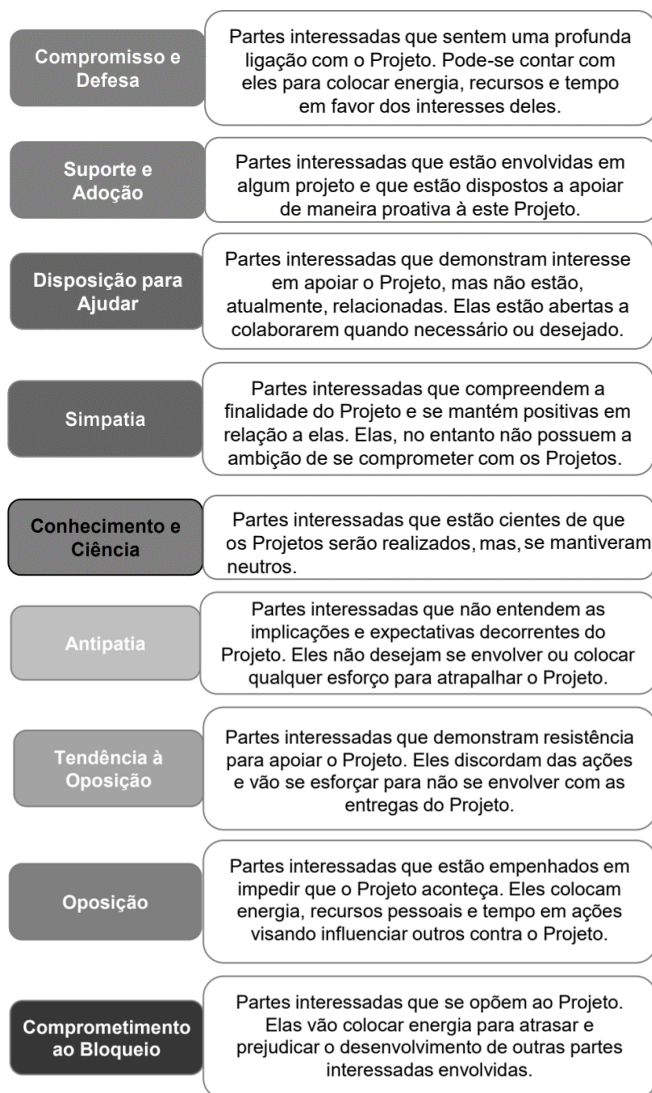 Compromisso e
Defesa
Partes interessadas que sentem uma profunda
ligação com o Projeto. Pode-se contar com
eles para colocar energia, recursos e tempo
em favor dos interesses deles.
Suporte e
Adoção
Partes interessadas que estão envolvidas em
algum projeto e que estão dispostos a apoiar
de maneira proativa à este Projeto.
Disposição para
Ajudar
Partes interessadas que demonstram interesse
em apoiar o Projeto, mas não estão,
atualmente, relacionadas. Elas estão abertas a
colaborarem quando necessário ou desejado.
Simpatia
Partes interessadas que compreendem a
finalidade do Projeto e se mantém positivas em
relação a elas. Elas, no entanto não possuem a
ambição de se comprometer com os Projetos.
Conhecimento e
Ciência
Partes interessadas que estão cientes de que
os Projetos serão realizados, mas, se mantiveram
neutros.
Antipatia
Partes interessadas que não entendem as
implicações e expectativas decorrentes do
Projeto. Eles não desejam se envolver ou colocar
qualquer esforço para atrapalhar o Projeto.
Tendência à
Oposição
Partes interessadas que demonstram resistência
para apoiar o Projeto. Eles discordam das ações
e vão se esforçar para não se envolver com as
entregas do Projeto.
Oposição
Partes interessadas que estão empenhados em
impedir que o Projeto aconteça. Eles colocam
energia, recursos pessoais e tempo em ações
visando influenciar outros contra o Projeto.
Comprometimento
ao Bloqueio
Partes interessadas que se opõem ao Projeto.
Elas vão colocar energia para atrasar e
prejudicar o desenvolvimento de outras partes
interessadas envolvidas.